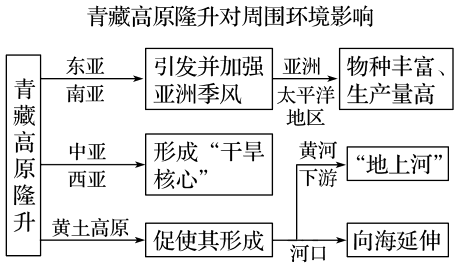 青藏高原隆升对周围环境影响
青藏高原隆升
东亚
南亚
引发并加强
亚洲季风
亚洲
太平洋
地区
物种丰富、
生产量高
中亚
西亚
形成“干旱
核心”
黄土高原
促使其形成
黄河
下游
“地上河”
河口
向海延伸